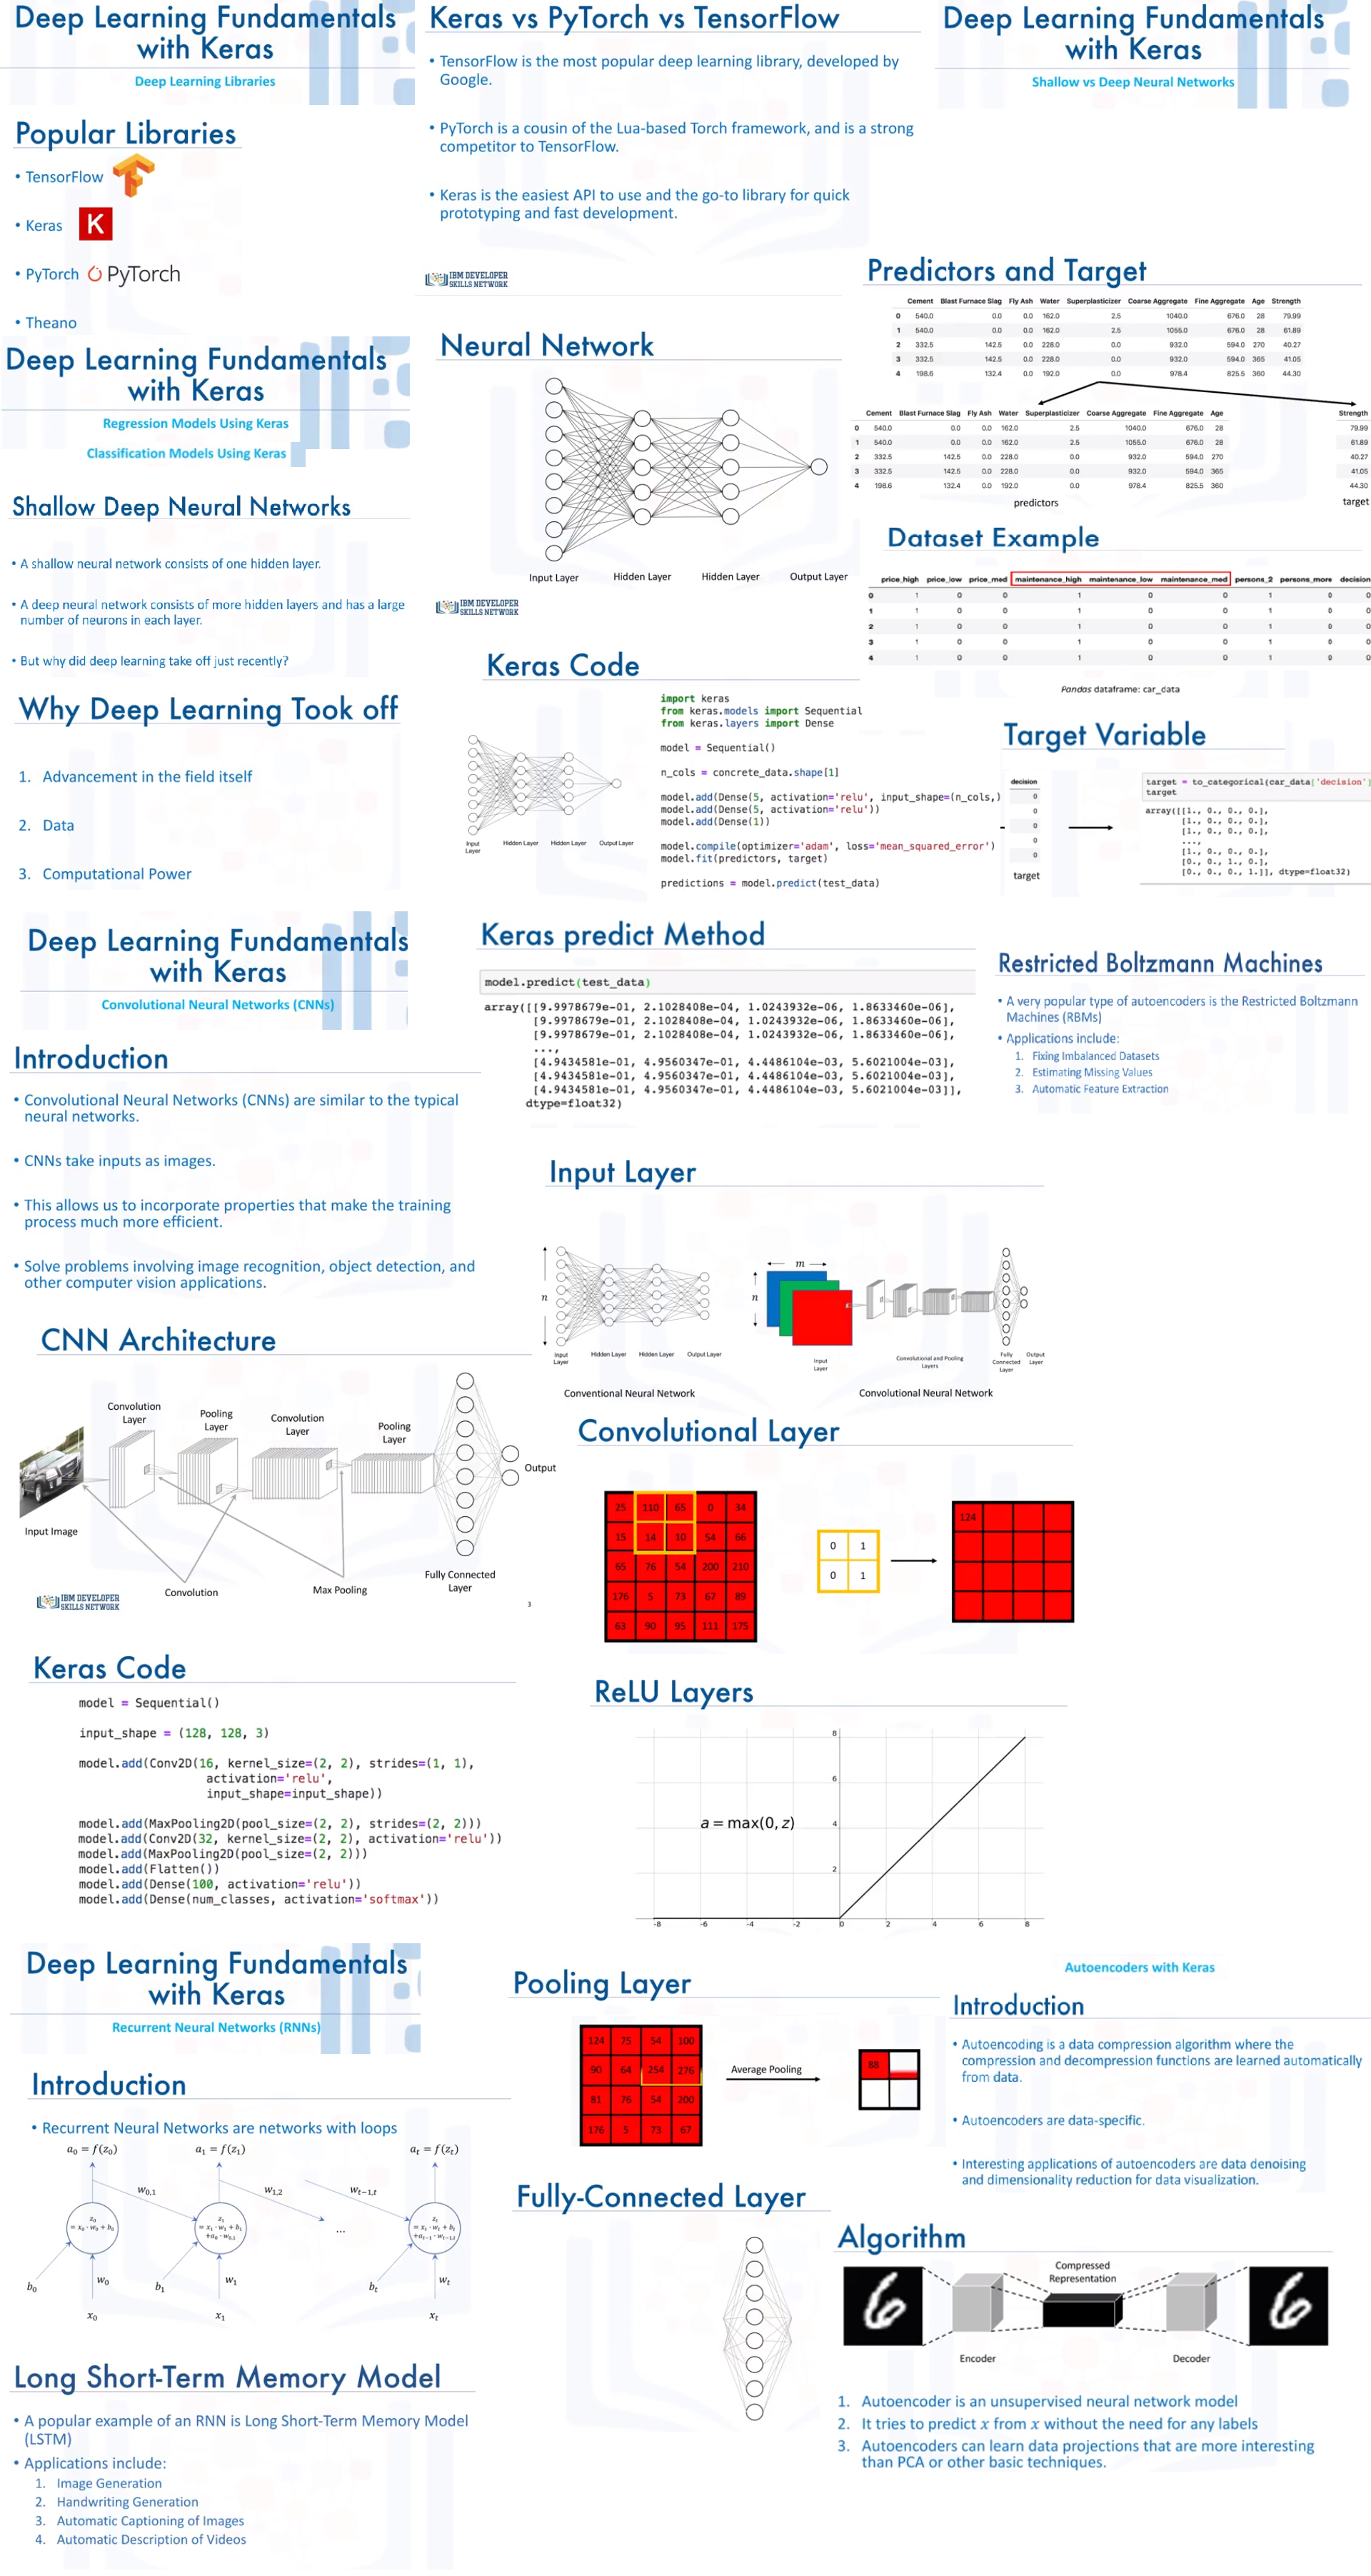 Deep Learning Fundamentals
with Keras
Deep Learning Libraries
Popular Libraries
• TensorFlow
• Keras
K
• PyTorch
PyTorch
• Theano
Keras vs PyTorch vs TensorFlow
• TensorFlow is the most popular deep learning library, developed by
Google.
• PyTorch is a cousin of the Lua-based Torch framework, and is a strong
competitor to TensorFlow.
• Keras is the easiest API to use and the go-to library for quick
prototyping and fast development.
IBM DEVELOPER
SKILLS NETWORK
Deep Learning Fundamentals
with Keras
Shallow vs Deep Neural Networks
Deep Learning Fundamentals
with Keras
Regression Models Using Keras
Classification Models Using Keras
Shallow Deep Neural Networks
• A shallow neural network consists of one hidden layer.
• A deep neural network consists of more hidden layers and has a large
number of neurons in each layer.
• But why did deep learning take off just recently?
Why Deep Learning Took off
1. Advancement in the field itself
2. Data
3. Computational Power
Neural Network
Input Layer Hidden Layer Hidden Layer Output Layer
IBM DEVELOPER
SKILLS NETWORK
Predictors and Target
Cement Blast Furnace Slag Fly Ash Water Superplasticizer Coarse Aggregate Fine Aggregate Age Strength
0 540.0 0.0 0.0 162.0 2.5 1040.0 676.0 28 79.99
1 540.0 0.0 0.0 162.0 2.5 1055.0 676.0 28 61.89
2 332.5 142.5 0.0 228.0 0.0 932.0 594.0 270 40.27
3 332.5 142.5 0.0 228.0 0.0 932.0 594.0 365 41.05
4 198.6 132.4 0.0 192.0 0.0 978.4 825.5 360 44.30
Cement Blast Furnace Slag Fly Ash Water Superplasticizer Coarse Aggregate Fine Aggregate Age Strength
0 540.0 0.0 0.0 162.0 2.5 1040.0 676.0 28 79.99
1 540.0 0.0 0.0 162.0 2.5 1055.0 676.0 28 61.89
2 332.5 142.5 0.0 228.0 0.0 932.0 594.0 270 40.27
3 332.5 142.5 0.0 228.0 0.0 932.0 594.0 365 41.05
4 198.6 132.4 0.0 192.0 0.0 978.4 825.5 360 44.30
predictors target
Dataset Example
price_high price_low price_med maintenance_high maintenance_low maintenance_med persons_2 persons_more decision
0 1 0 0 1 0 0 1 0 0
1 1 0 0 1 0 0 1 0 0
2 1 0 0 1 0 0 1 0 0
3 1 0 0 1 0 0 1 0 0
4 1 0 0 1 0 0 1 0 0
Pandas dataframe: car_data
Keras Code
import keras
from keras.models import Sequential
from keras.layers import Dense
model = Sequential()
n_cols = concrete_data.shape[1]
model.add(Dense(5, activation='relu', input_shape=(n_cols,)
model.add(Dense(5, activation='relu'))
model.add(Dense(1))
model.compile(optimizer='adam', loss='mean_squared_error')
model.fit(predictors, target)
predictions = model.predict(test_data)
Input
Layer
Hidden Layer Hidden Layer Output Layer
Target Variable
decision
0
0
0
0
0
target
target = to_categorical(car_data['decision']
target
array([[1., 0., 0., 0.],
[1., 0., 0., 0.],
[1., 0., 0., 0.],
...,
[1., 0., 0., 0.],
[0., 0., 1., 0.],
[0., 0., 0., 1.]], dtype=float32)
Deep Learning Fundamentals
with Keras
Convolutional Neural Networks (CNNs)
Introduction
• Convolutional Neural Networks (CNNs) are similar to the typical
neural networks.
• CNNs take inputs as images.
• This allows us to incorporate properties that make the training
process much more efficient.
• Solve problems involving image recognition, object detection, and
other computer vision applications.
Keras predict Method
model.predict(test_data)
array([[9.9978679e-01, 2.1028408e-04, 1.0243932e-06, 1.8633460e-06],
[9.9978679e-01, 2.1028408e-04, 1.0243932e-06, 1.8633460e-06],
[9.9978679e-01, 2.1028408e-04, 1.0243932e-06, 1.8633460e-06],
...,
[4.9434581e-01, 4.9560347e-01, 4.4486104e-03, 5.6021004e-03],
[4.9434581e-01, 4.9560347e-01, 4.4486104e-03, 5.6021004e-03],
[4.9434581e-01, 4.9560347e-01, 4.4486104e-03, 5.6021004e-03]],
dtype=float32)
Restricted Boltzmann Machines
• A very popular type of autoencoders is the Restricted Boltzmann
Machines (RBMs)
• Applications include:
1. Fixing Imbalanced Datasets
2. Estimating Missing Values
3. Automatic Feature Extraction
Input Layer
n
Input
Layer
Hidden Layer Hidden Layer Output Layer
Conventional Neural Network
m
n
Input
Layer
Convolutional and Pooling
Layers
Fully
Connected
Layer
Output
Layer
Convolutional Neural Network
CNN Architecture
Convolution
Layer
Pooling
Layer
Convolution
Layer
Pooling
Layer
Output
Input Image
Convolution
Max Pooling
Fully Connected
Layer
IBM DEVELOPER
SKILLS NETWORK
3
Convolutional Layer
25 110 65 0 34
15 14 10 54 66
65 76 54 200 210
176 5 73 67 89
63 90 95 111 175
0 1
0 1
124
Keras Code
model = Sequential()
input_shape = (128, 128, 3)
model.add(Conv2D(16, kernel_size=(2, 2), strides=(1, 1),
activation='relu',
input_shape=input_shape))
model.add(MaxPooling2D(pool_size=(2, 2), strides=(2, 2)))
model.add(Conv2D(32, kernel_size=(2, 2), activation='relu'))
model.add(MaxPooling2D(pool_size=(2, 2)))
model.add(Flatten())
model.add(Dense(100, activation='relu'))
model.add(Dense(num_classes, activation='softmax'))
ReLU Layers
a = max(0, z)
8
6
4
2
-8 -6 -4 -2 0 2 4 6 8
Deep Learning Fundamentals
with Keras
Recurrent Neural Networks (RNNs)
Introduction
• Recurrent Neural Networks are networks with loops
a₀ = f(z₀) a₁ = f(z₁) aₜ = f(zₜ)
w₀,₁ w₁,₂ wₜ₋₁,ₜ
z₀
= x₀ · w₀ + b₀
z₁
= x₁ · w₁ + b₁
+a₀ · w₀,₁
...
zₜ
= xₜ · wₜ + bₜ
+aₜ₋₁ · wₜ₋₁,ₜ
b₀ w₀ b₁ w₁ bₜ wₜ
x₀ x₁ xₜ
Long Short-Term Memory Model
• A popular example of an RNN is Long Short-Term Memory Model
(LSTM)
• Applications include:
1. Image Generation
2. Handwriting Generation
3. Automatic Captioning of Images
4. Automatic Description of Videos
Pooling Layer
124 75 54 100
90 64 254 276
81 76 54 200
176 5 73 67
Average Pooling
88
Fully-Connected Layer
Autoencoders with Keras
Introduction
• Autoencoding is a data compression algorithm where the
compression and decompression functions are learned automatically
from data.
• Autoencoders are data-specific.
• Interesting applications of autoencoders are data denoising
and dimensionality reduction for data visualization.
Algorithm
Compressed
Representation
6
6
Encoder
Decoder
1. Autoencoder is an unsupervised neural network model
2. It tries to predict x from x without the need for any labels
3. Autoencoders can learn data projections that are more interesting
than PCA or other basic techniques.